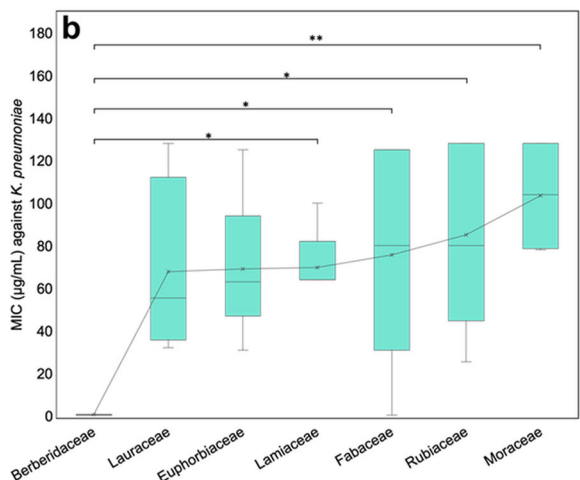 b
180
160
140
120
100
80
60
40
20
0
MIC (µg/mL) against K. pneumoniae
**
*
*
*
Berberidaceae
Lauraceae
Euphorbiaceae
Lamiaceae
Fabaceae
Rubiaceae
Moraceae